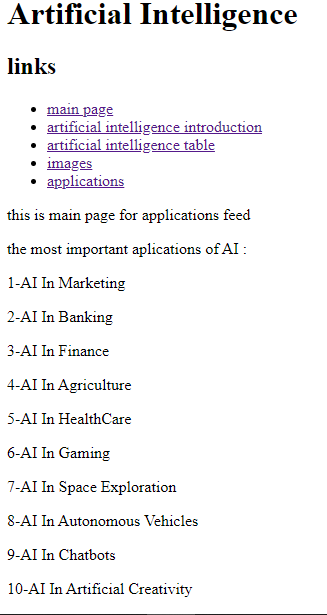 Artificial Intelligence
links
main page
artificial intelligence introduction
artificial intelligence table
images
applications
this is main page for applications feed
the most important aplications of AI :
1-AI In Marketing
2-AI In Banking
3-AI In Finance
4-AI In Agriculture
5-AI In HealthCare
6-AI In Gaming
7-AI In Space Exploration
8-AI In Autonomous Vehicles
9-AI In Chatbots
10-AI In Artificial Creativity